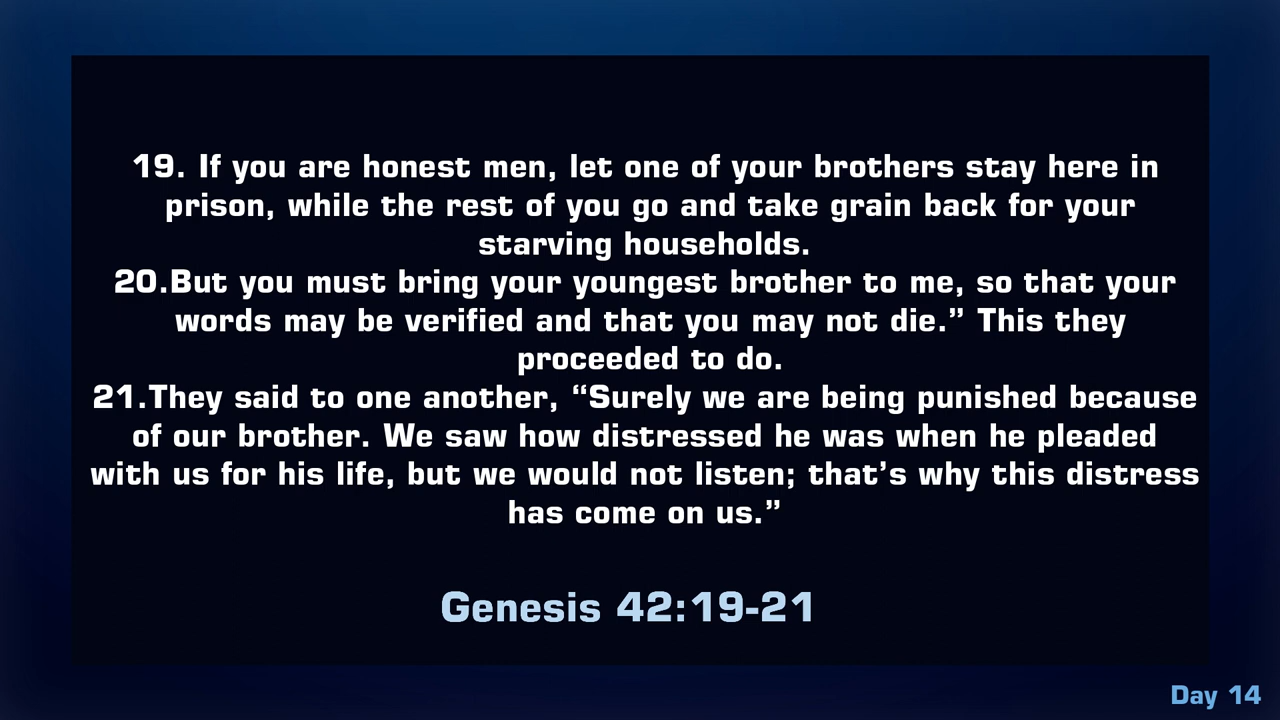 19. If you are honest men, let one of your brothers stay here in
prison, while the rest of you go and take grain back for your
starving households.
20.But you must bring your youngest brother to me, so that your
words may be verified and that you may not die.” This they
proceeded to do.
21.They said to one another, “Surely we are being punished because
of our brother. We saw how distressed he was when he pleaded
with us for his life, but we would not listen; that’s why this distress
has come on us.”
Genesis 42:19-21
Day 14